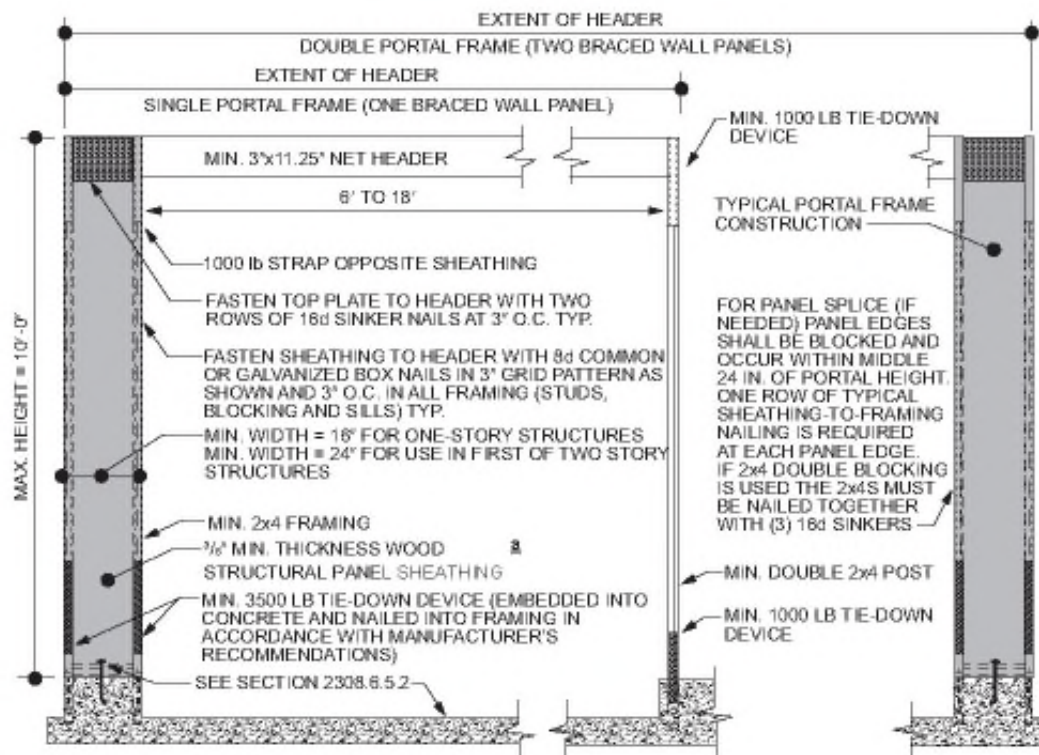 EXTENT OF HEADER
DOUBLE PORTAL FRAME (TWO BRACED WALL PANELS)
EXTENT OF HEADER
SINGLE PORTAL FRAME (ONE BRACED WALL PANEL)
MIN. 1000 LB TIE-DOWN
DEVICE
MIN. 3"x11.25" NET HEADER
6' TO 18'
TYPICAL PORTAL FRAME
CONSTRUCTION
MAX. HEIGHT = 10'-0"
1000 lb STRAP OPPOSITE SHEATHING
FASTEN TOP PLATE TO HEADER WITH TWO
ROWS OF 16d SINKER NAILS AT 3" O.C. TYP.
FASTEN SHEATHING TO HEADER WITH 8d COMMON
OR GALVANIZED BOX NAILS IN 3" GRID PATTERN AS
SHOWN AND 3" O.C. IN ALL FRAMING (STUDS,
BLOCKING AND SILLS) TYP.
MIN. WIDTH = 16" FOR ONE-STORY STRUCTURES
MIN. WIDTH = 24" FOR USE IN FIRST OF TWO STORY
STRUCTURES
FOR PANEL SPLICE (IF
NEEDED) PANEL EDGES
SHALL BE BLOCKED AND
OCCUR WITHIN MIDDLE
24 IN. OF PORTAL HEIGHT.
ONE ROW OF TYPICAL
SHEATHING-TO-FRAMING
NAILING IS REQUIRED
AT EACH PANEL EDGE.
IF 2x4 DOUBLE BLOCKING
IS USED THE 2x4S MUST
BE NAILED TOGETHER
WITH (3) 16d SINKERS
MIN. 2x4 FRAMING
3/8" MIN. THICKNESS WOOD a
STRUCTURAL PANEL SHEATHING
MIN. 3500 LB TIE-DOWN DEVICE (EMBEDDED INTO
CONCRETE AND NAILED INTO FRAMING IN
ACCORDANCE WITH MANUFACTURER'S
RECOMMENDATIONS)
MIN. DOUBLE 2x4 POST
MIN. 1000 LB TIE-DOWN
DEVICE
SEE SECTION 2308.6.5.2